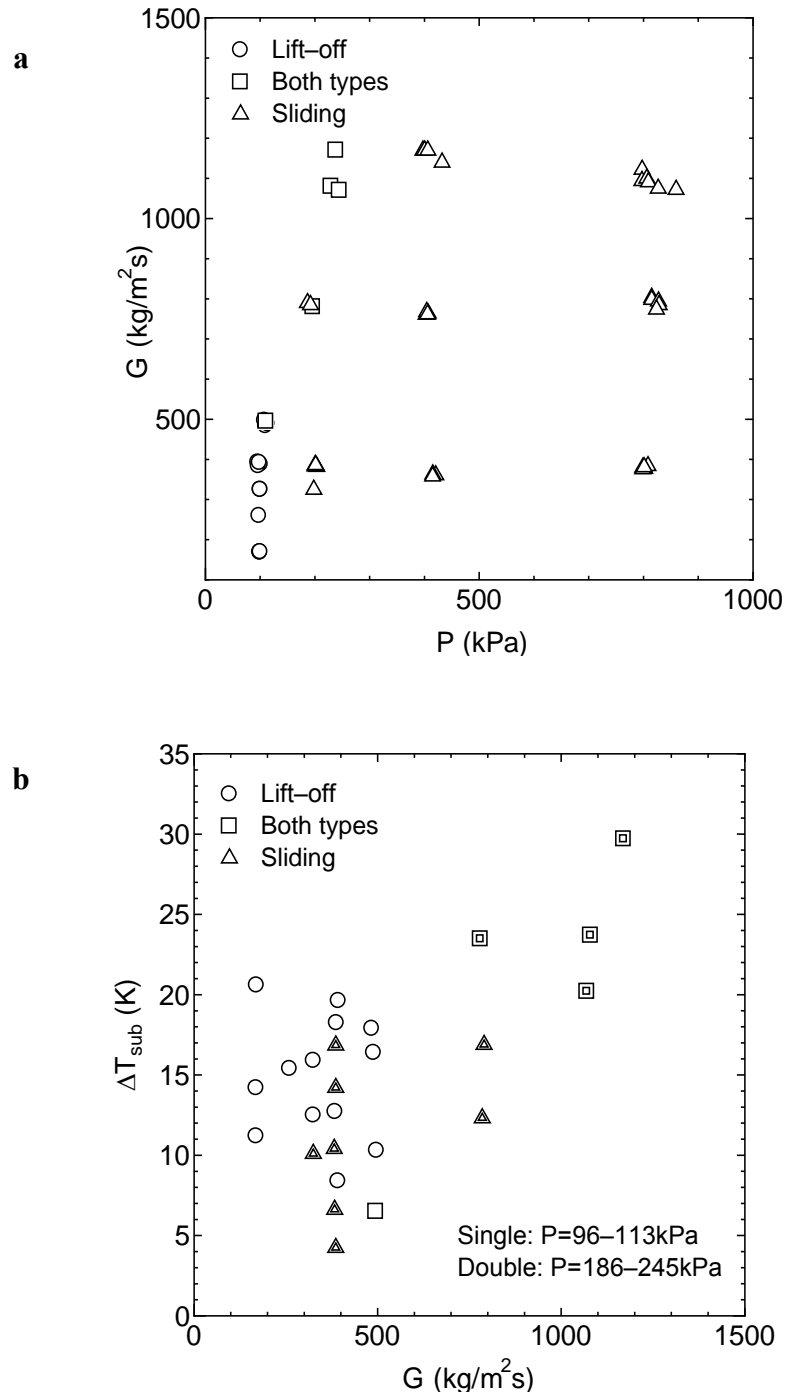 a
1500
Lift–off
Both types
Sliding
1000
G (kg/m²s)
500
0
500
1000
P (kPa)
b
35
Lift–off
Both types
Sliding
30
25
20
ΔTsub (K)
15
10
5
Single: P=96–113kPa
Double: P=186–245kPa
0
0
500
1000
1500
G (kg/m²s)